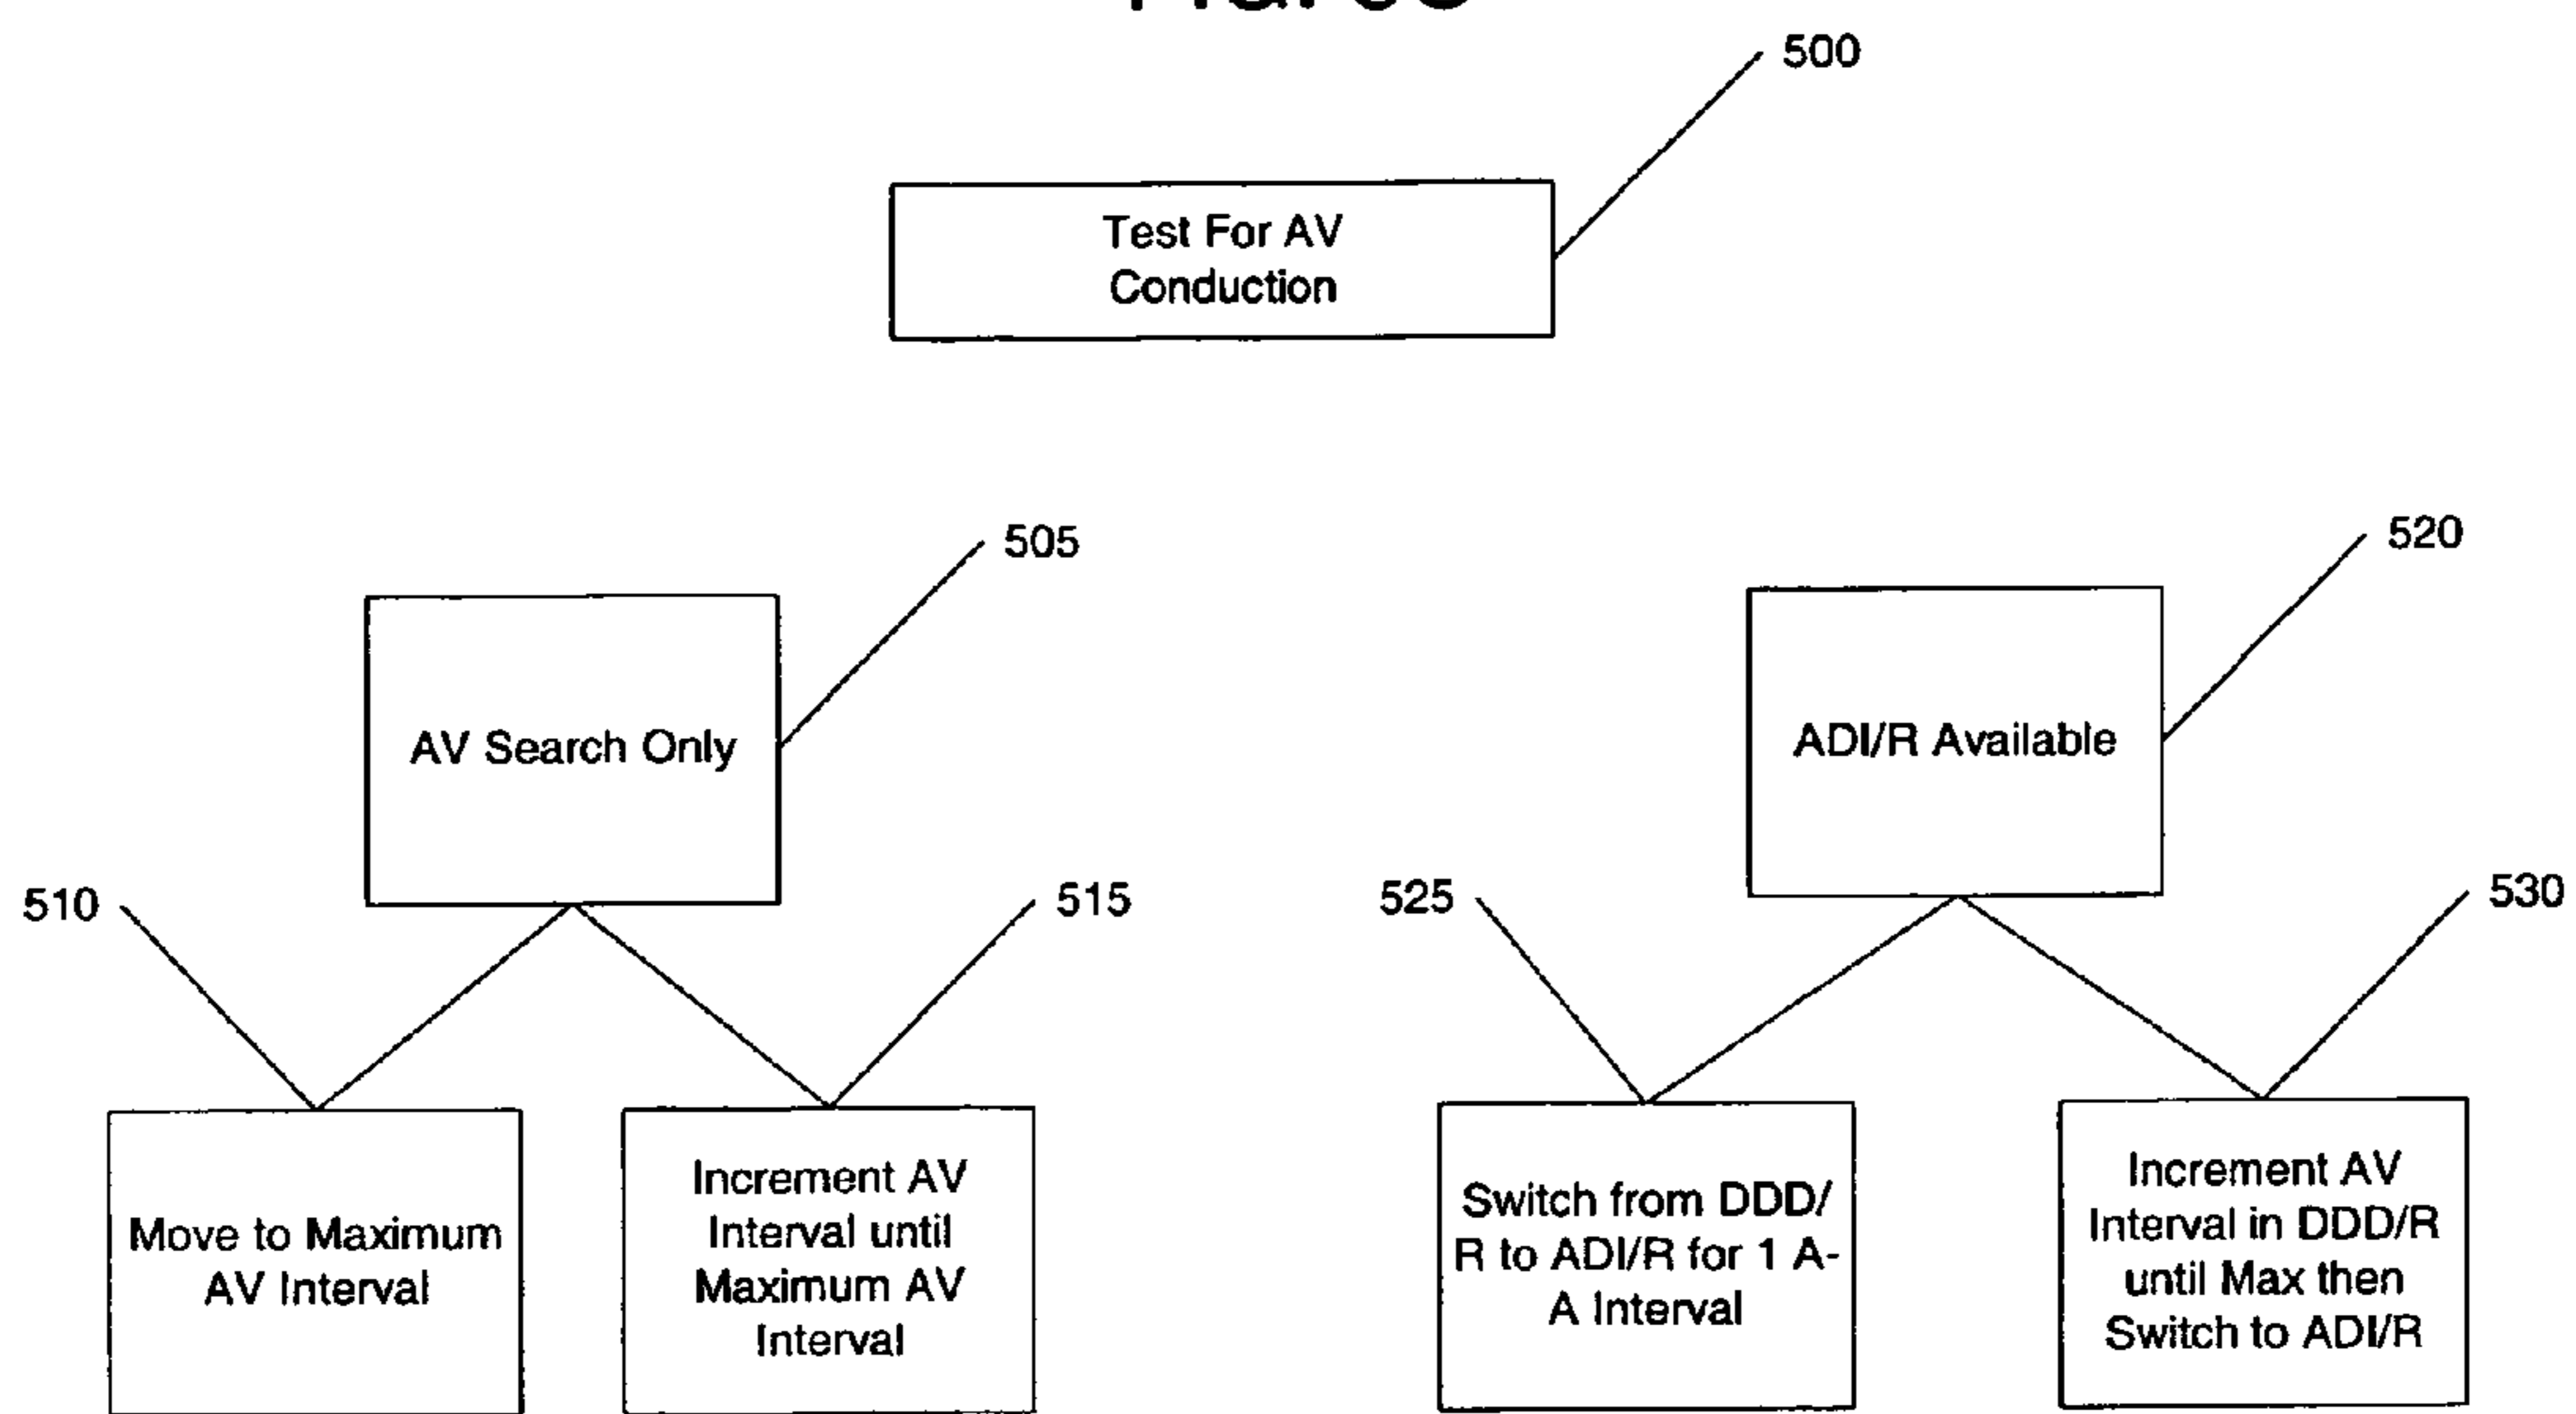 500
Test For AV
Conduction
505
520
AV Search Only
ADI/R Available
510
515
525
530
Move to Maximum
AV Interval
Increment AV
Interval until
Maximum AV
Interval
Switch from DDD/
R to ADI/R for 1 A-
A Interval
Increment AV
Interval in DDD/R
until Max then
Switch to ADI/R